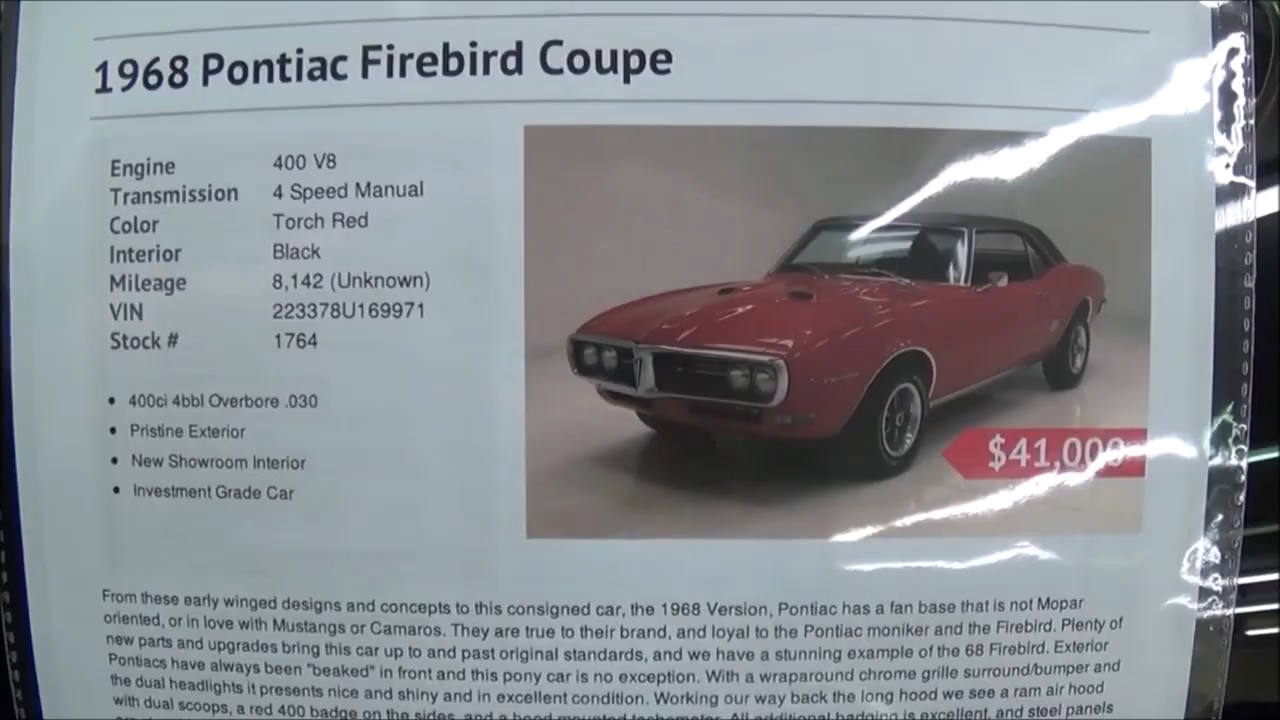 1968 Pontiac Firebird Coupe
Engine 400 V8
Transmission 4 Speed Manual
Color Torch Red
Interior Black
Mileage 8,142 (Unknown)
VIN 223378U169971
Stock # 1764
• 400ci 4bbl Overbore .030
• Pristine Exterior
• New Showroom Interior
• Investment Grade Car
$41,000
From these early winged designs and concepts to this consigned car, the 1968 Version, Pontiac has a fan base that is not Mopar
oriented, or in love with Mustangs or Camaros. They are true to their brand, and loyal to the Pontiac moniker and the Firebird. Plenty of
new parts and upgrades bring this car up to and past original standards, and we have a stunning example of the 68 Firebird. Exterior
Pontiacs have always been "beaked" in front and this pony car is no exception. With a wraparound chrome grille surround/bumper and
the dual headlights it presents nice and shiny and in excellent condition. Working our way back the long hood we see a ram air hood
with dual scoops, a red 400 badge on the sides, and a hood mounted tachometer. All additional badging is excellent, and steel panels